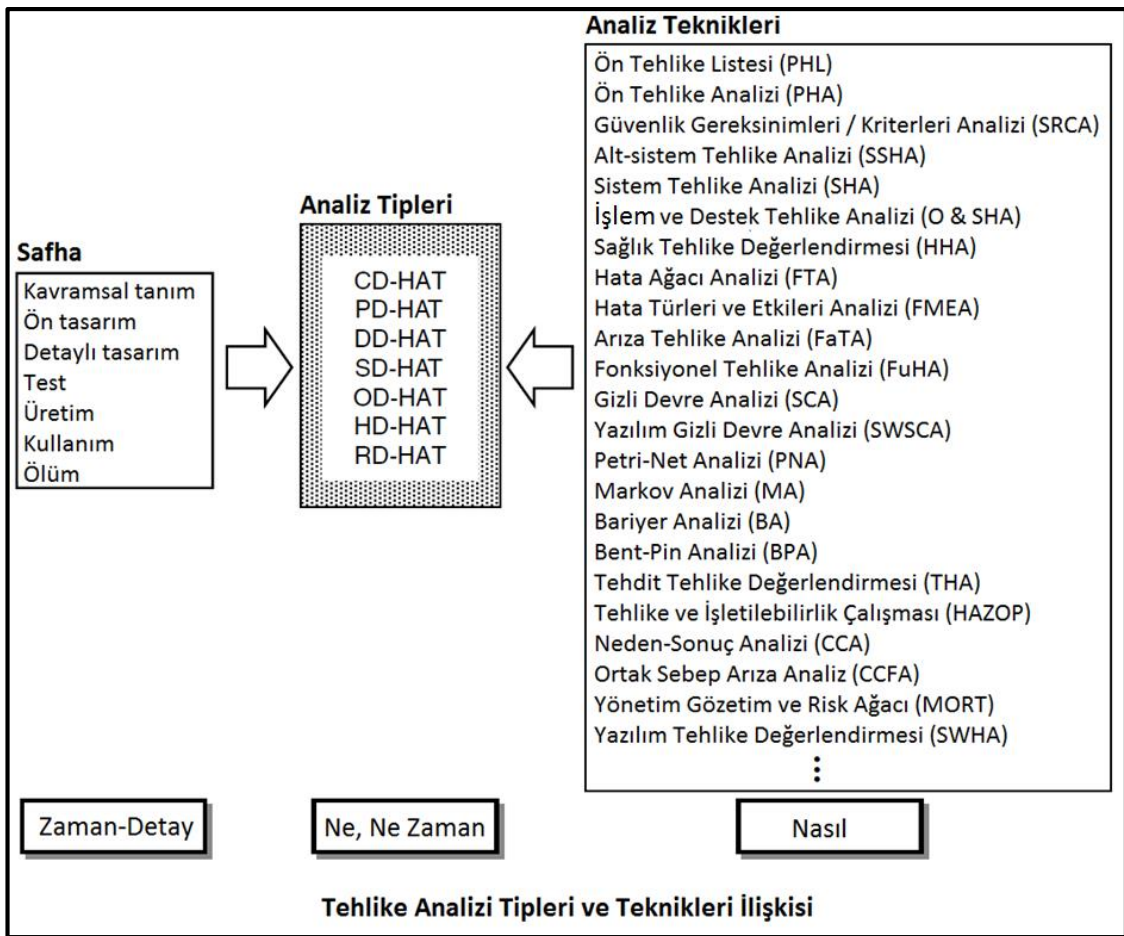 Safha
Kavramsal tanım
Ön tasarım
Detaylı tasarım
Test
Üretim
Kullanım
Ölüm
Analiz Tipleri
CD-HAT
PD-HAT
DD-HAT
SD-HAT
OD-HAT
HD-HAT
RD-HAT
Analiz Teknikleri
Ön Tehlike Listesi (PHL)
Ön Tehlike Analizi (PHA)
Güvenlik Gereksinimleri / Kriterleri Analizi (SRCA)
Alt-sistem Tehlike Analizi (SSHA)
Sistem Tehlike Analizi (SHA)
İşlem ve Destek Tehlike Analizi (O & SHA)
Sağlık Tehlike Değerlendirmesi (HHA)
Hata Ağacı Analizi (FTA)
Hata Türleri ve Etkileri Analizi (FMEA)
Arıza Tehlike Analizi (FaTA)
Fonksiyonel Tehlike Analizi (FuHA)
Gizli Devre Analizi (SCA)
Yazılım Gizli Devre Analizi (SWSCA)
Petri-Net Analizi (PNA)
Markov Analizi (MA)
Bariyer Analizi (BA)
Bent-Pin Analizi (BPA)
Tehdit Tehlike Değerlendirmesi (THA)
Tehlike ve İşletilebilirlik Çalışması (HAZOP)
Neden-Sonuç Analizi (CCA)
Ortak Sebep Arıza Analiz (CCFA)
Yönetim Gözetim ve Risk Ağacı (MORT)
Yazılım Tehlike Değerlendirmesi (SWHA)
⋮
Zaman-Detay
Ne, Ne Zaman
Nasıl
Tehlike Analizi Tipleri ve Teknikleri İlişkisi